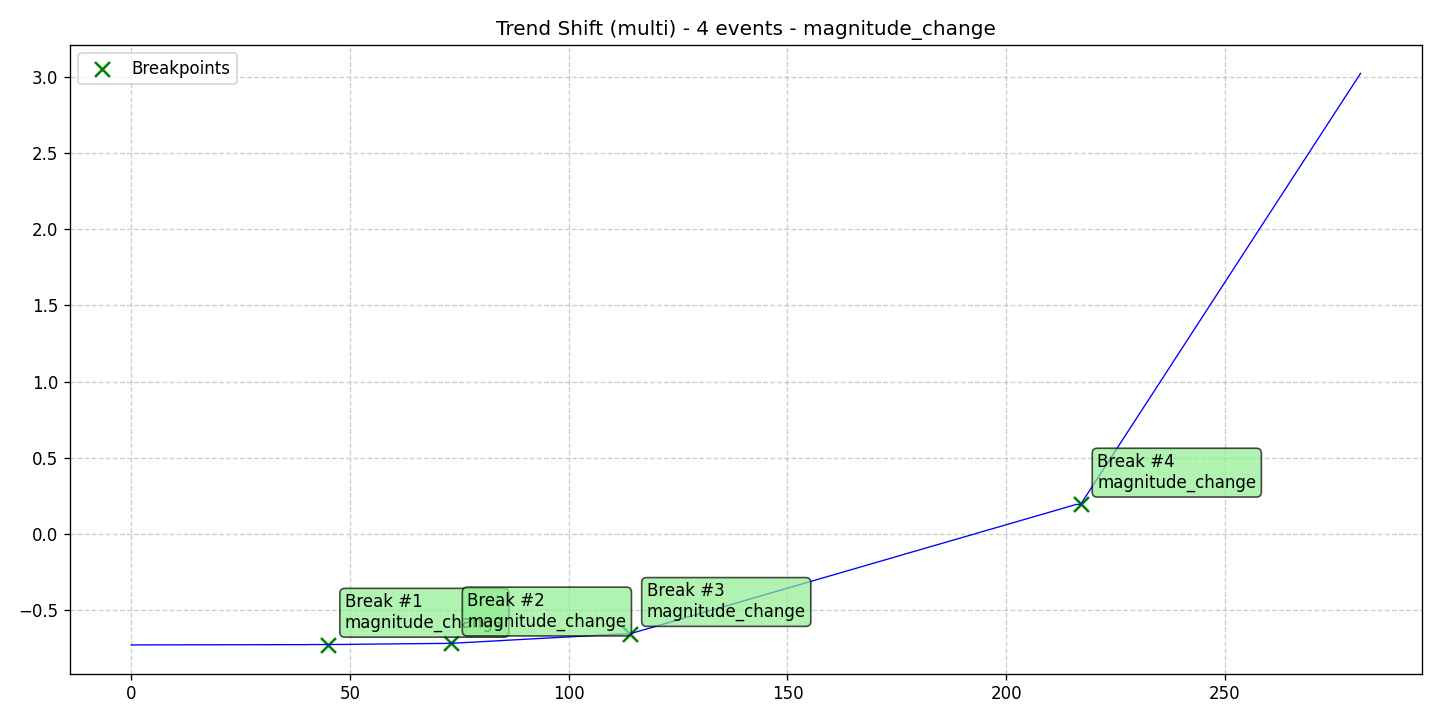 Trend Shift (multi) - 4 events - magnitude_change
Breakpoints
3.0
2.5
2.0
1.5
1.0
0.5
0.0
−0.5
Break #1
magnitude_change
Break #2
magnitude_change
Break #3
magnitude_change
Break #4
magnitude_change
0
50
100
150
200
250